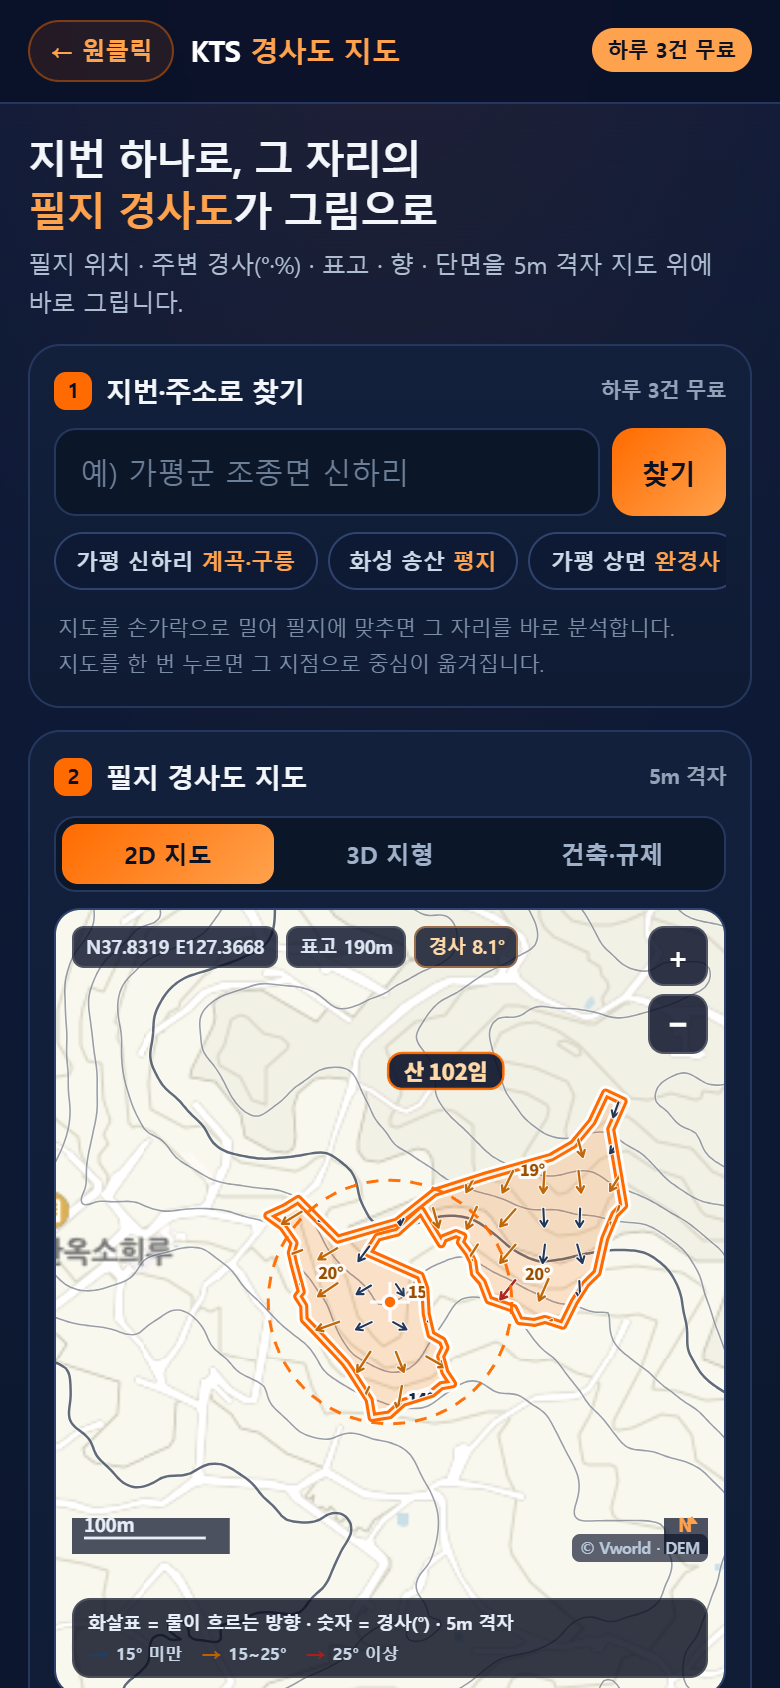 ← 원클릭
KTS 경사도 지도
하루 3건 무료
지번 하나로, 그 자리의
필지 경사도가 그림으로
필지 위치 · 주변 경사(°·%) · 표고 · 향 · 단면을 5m 격자 지도 위에
바로 그립니다.
1 지번·주소로 찾기
하루 3건 무료
예) 가평군 조종면 신하리
찾기
가평 신하리 계곡·구릉
화성 송산 평지
가평 상면 완경사
지도를 손가락으로 밀어 필지에 맞추면 그 자리를 바로 분석합니다.
지도를 한 번 누르면 그 지점으로 중심이 옮겨집니다.
2 필지 경사도 지도
5m 격자
2D 지도
3D 지형
건축·규제
N37.8319 E127.3668
표고 190m
경사 8.1°
+
−
산 102임
19°
옥소희루
20°
20°
15
100m
N
© Vworld · DEM
화살표 = 물이 흐르는 방향 · 숫자 = 경사(°) · 5m 격자
→ 15° 미만 → 15~25° → 25° 이상